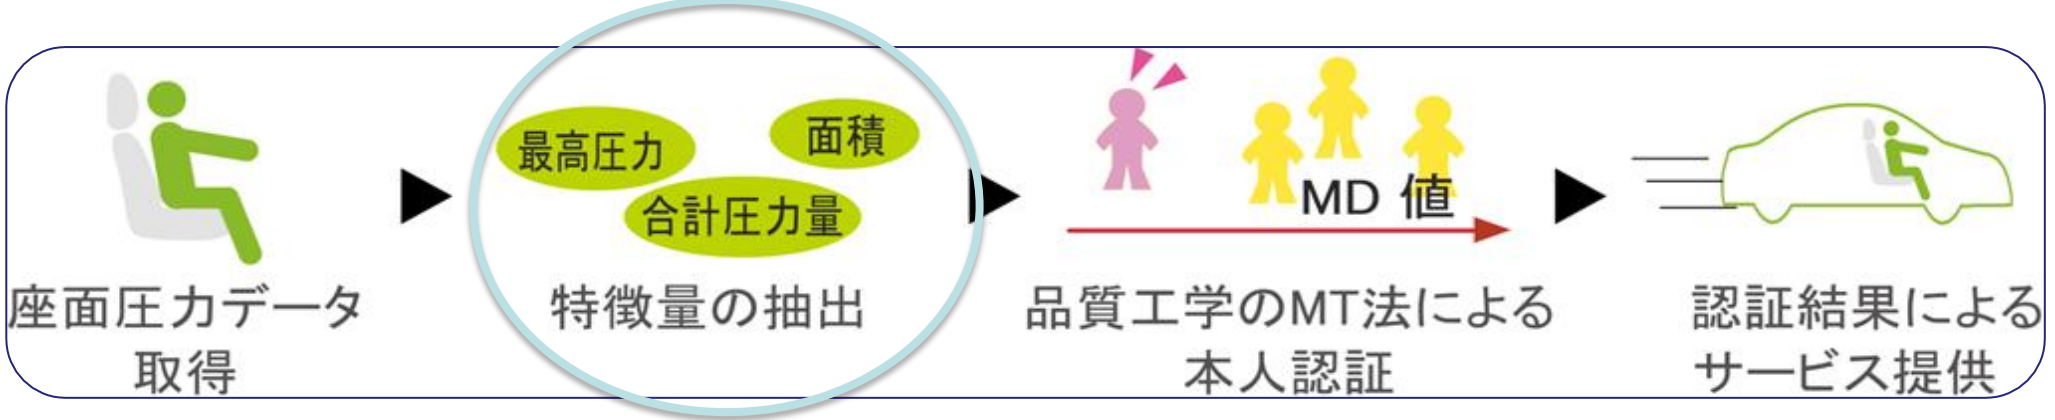 最高圧力
面積
合計圧力量
MD 値
座面圧力データ
取得
特徴量の抽出
品質工学のMT法による
本人認証
認証結果による
サービス提供